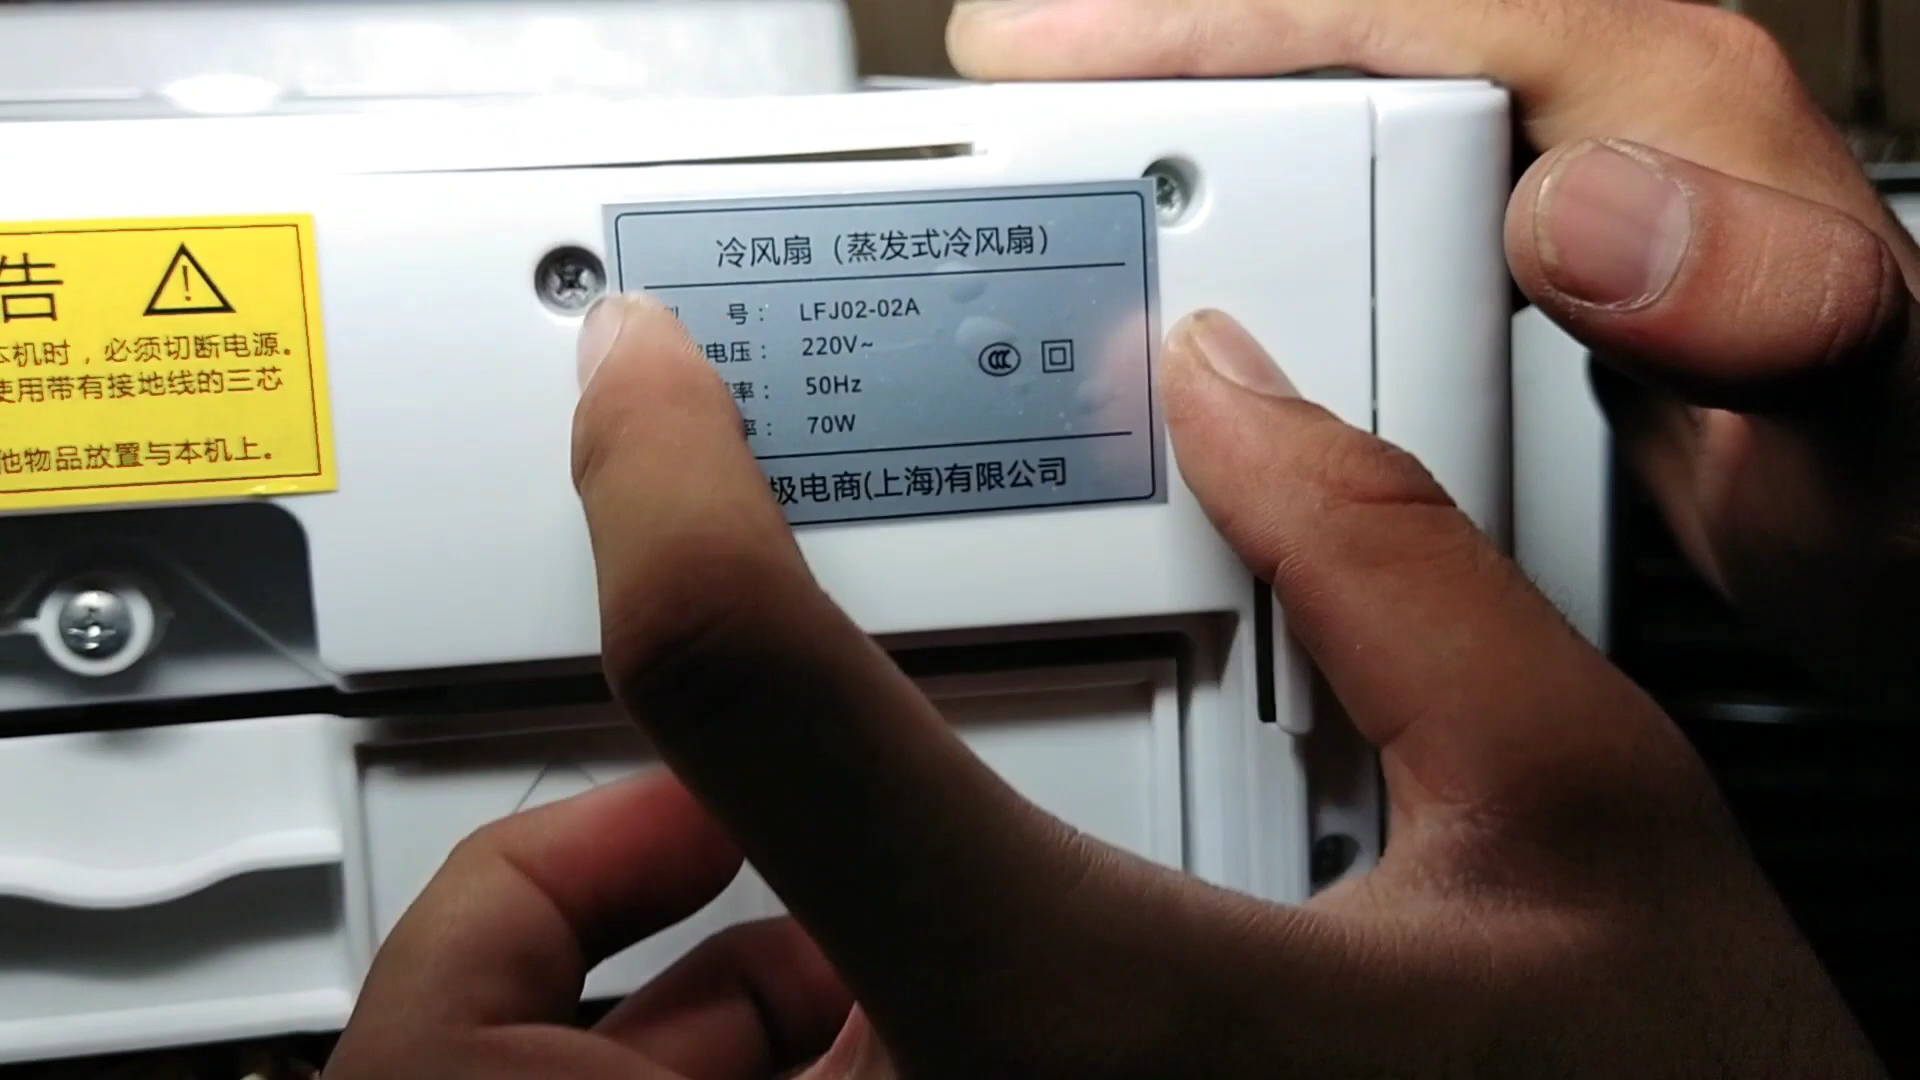 告
本机时，必须切断电源。
使用带有接地线的三芯
他物品放置与本机上。
冷风扇（蒸发式冷风扇）
号： LFJ02-02A
电压： 220V~
率： 50Hz
率： 70W
极电商(上海)有限公司